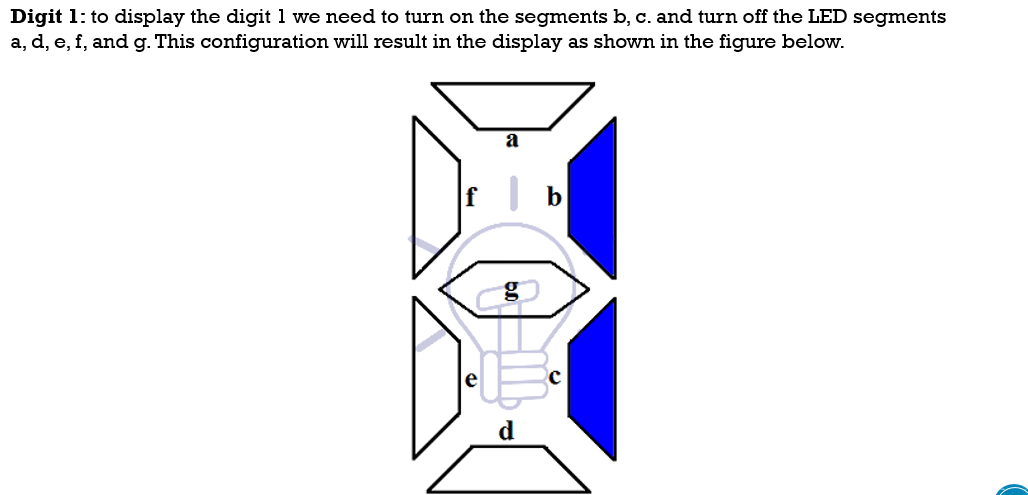 Digit 1: to display the digit 1 we need to turn on the segments b, c. and turn off the LED segments
a, d, e, f, and g. This configuration will result in the display as shown in the figure below.
a
f b
g
e c
d